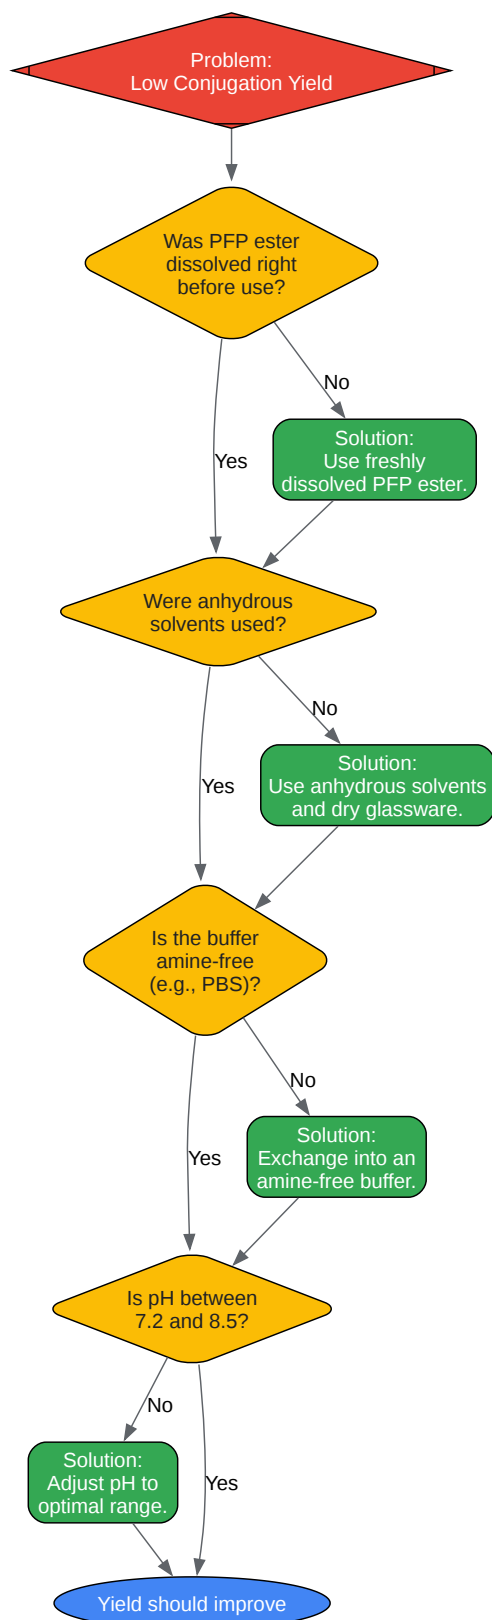 Problem:
Low Conjugation Yield
Was PFP ester
dissolved right
before use?
No
Yes
Solution:
Use freshly
dissolved PFP ester.
Were anhydrous
solvents used?
No
Yes
Solution:
Use anhydrous solvents
and dry glassware.
Is the buffer
amine-free
(e.g., PBS)?
No
Yes
Solution:
Exchange into an
amine-free buffer.
Is pH between
7.2 and 8.5?
No
Yes
Solution:
Adjust pH to
optimal range.
Yield should improve